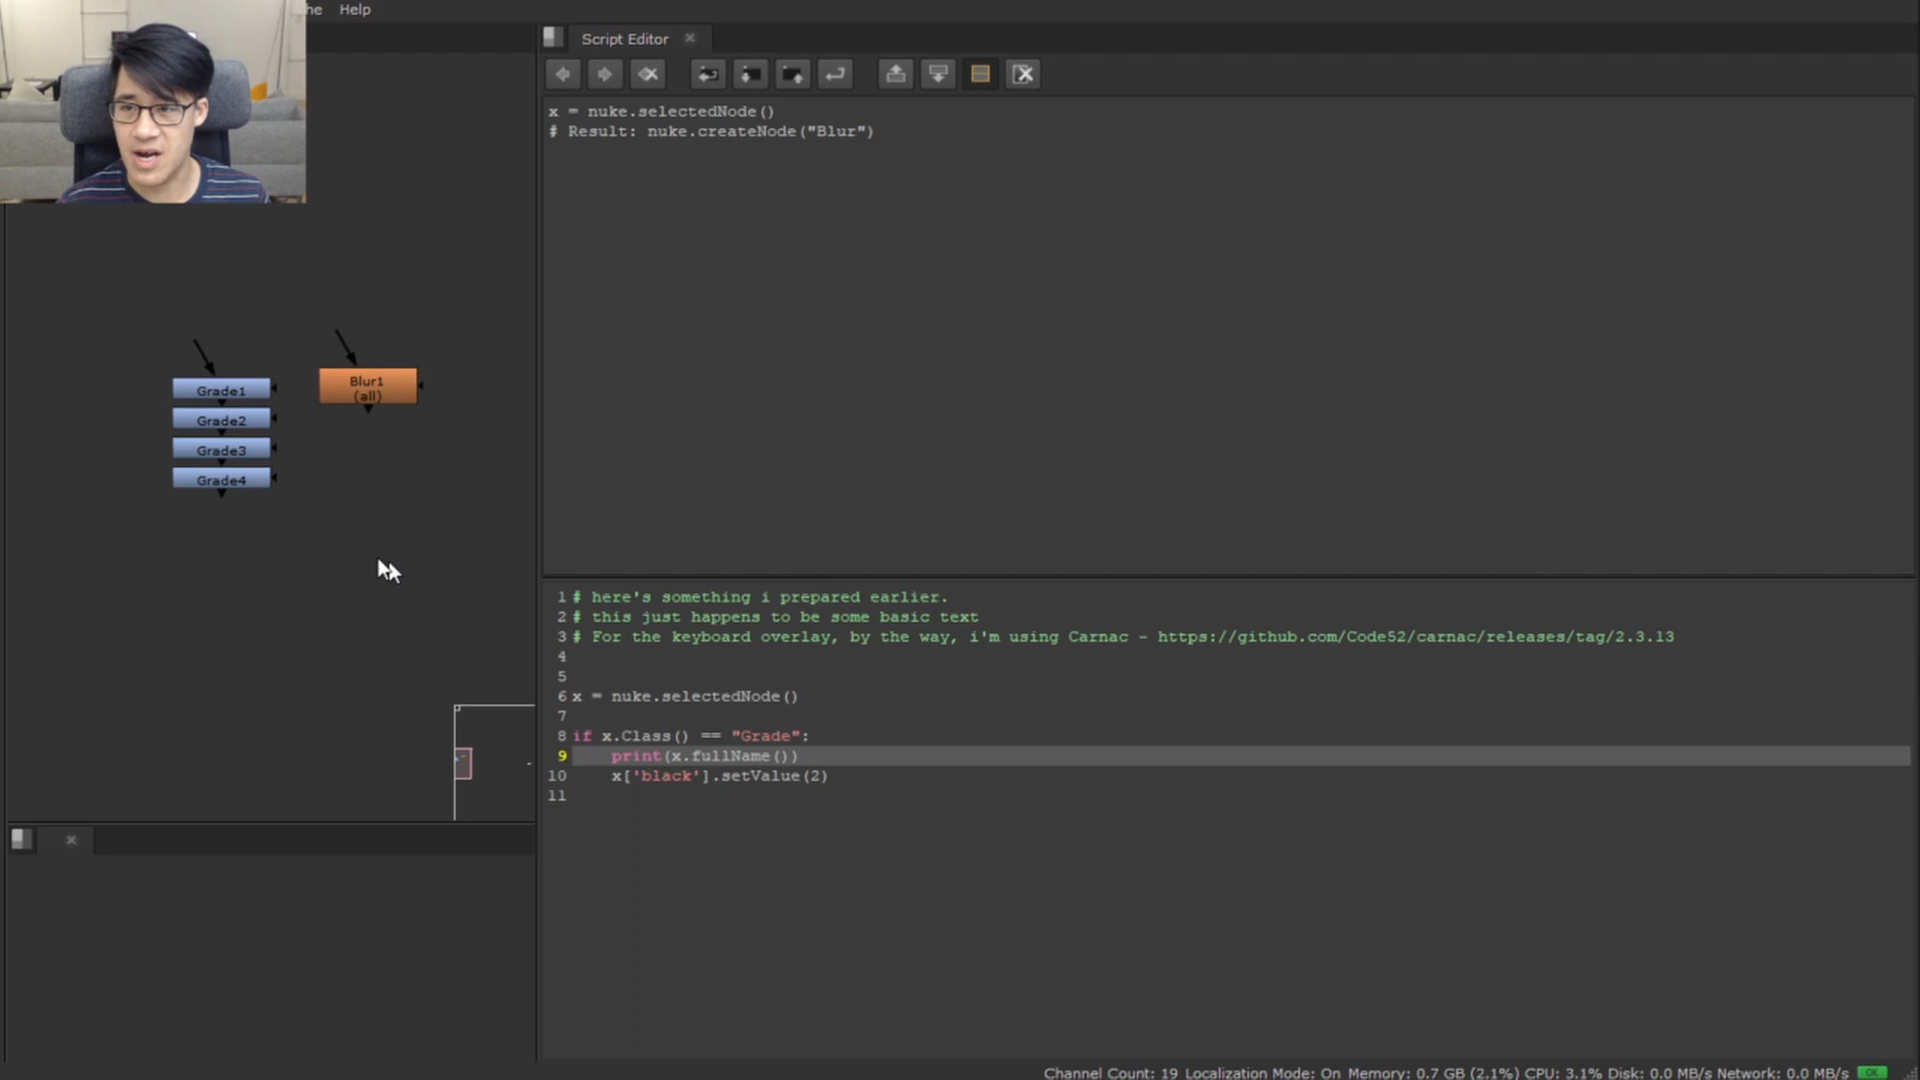 he Help
Script Editor
x = nuke.selectedNode()
# Result: nuke.createNode("Blur")
Grade1
Grade2
Grade3
Grade4
Blur1
(all)
1 # here's something i prepared earlier.
2 # this just happens to be some basic text
3 # For the keyboard overlay, by the way, i'm using Carnac - https://github.com/Code52/carnac/releases/tag/2.3.13
4
5
6 x = nuke.selectedNode()
7
8 if x.Class() == "Grade":
9 print(x.fullName())
10 x['black'].setValue(2)
11
Channel Count: 19 Localization Mode: On Memory: 0.7 GB (2.1%) CPU: 3.1% Disk: 0.0 MB/s Network: 0.0 MB/s OK